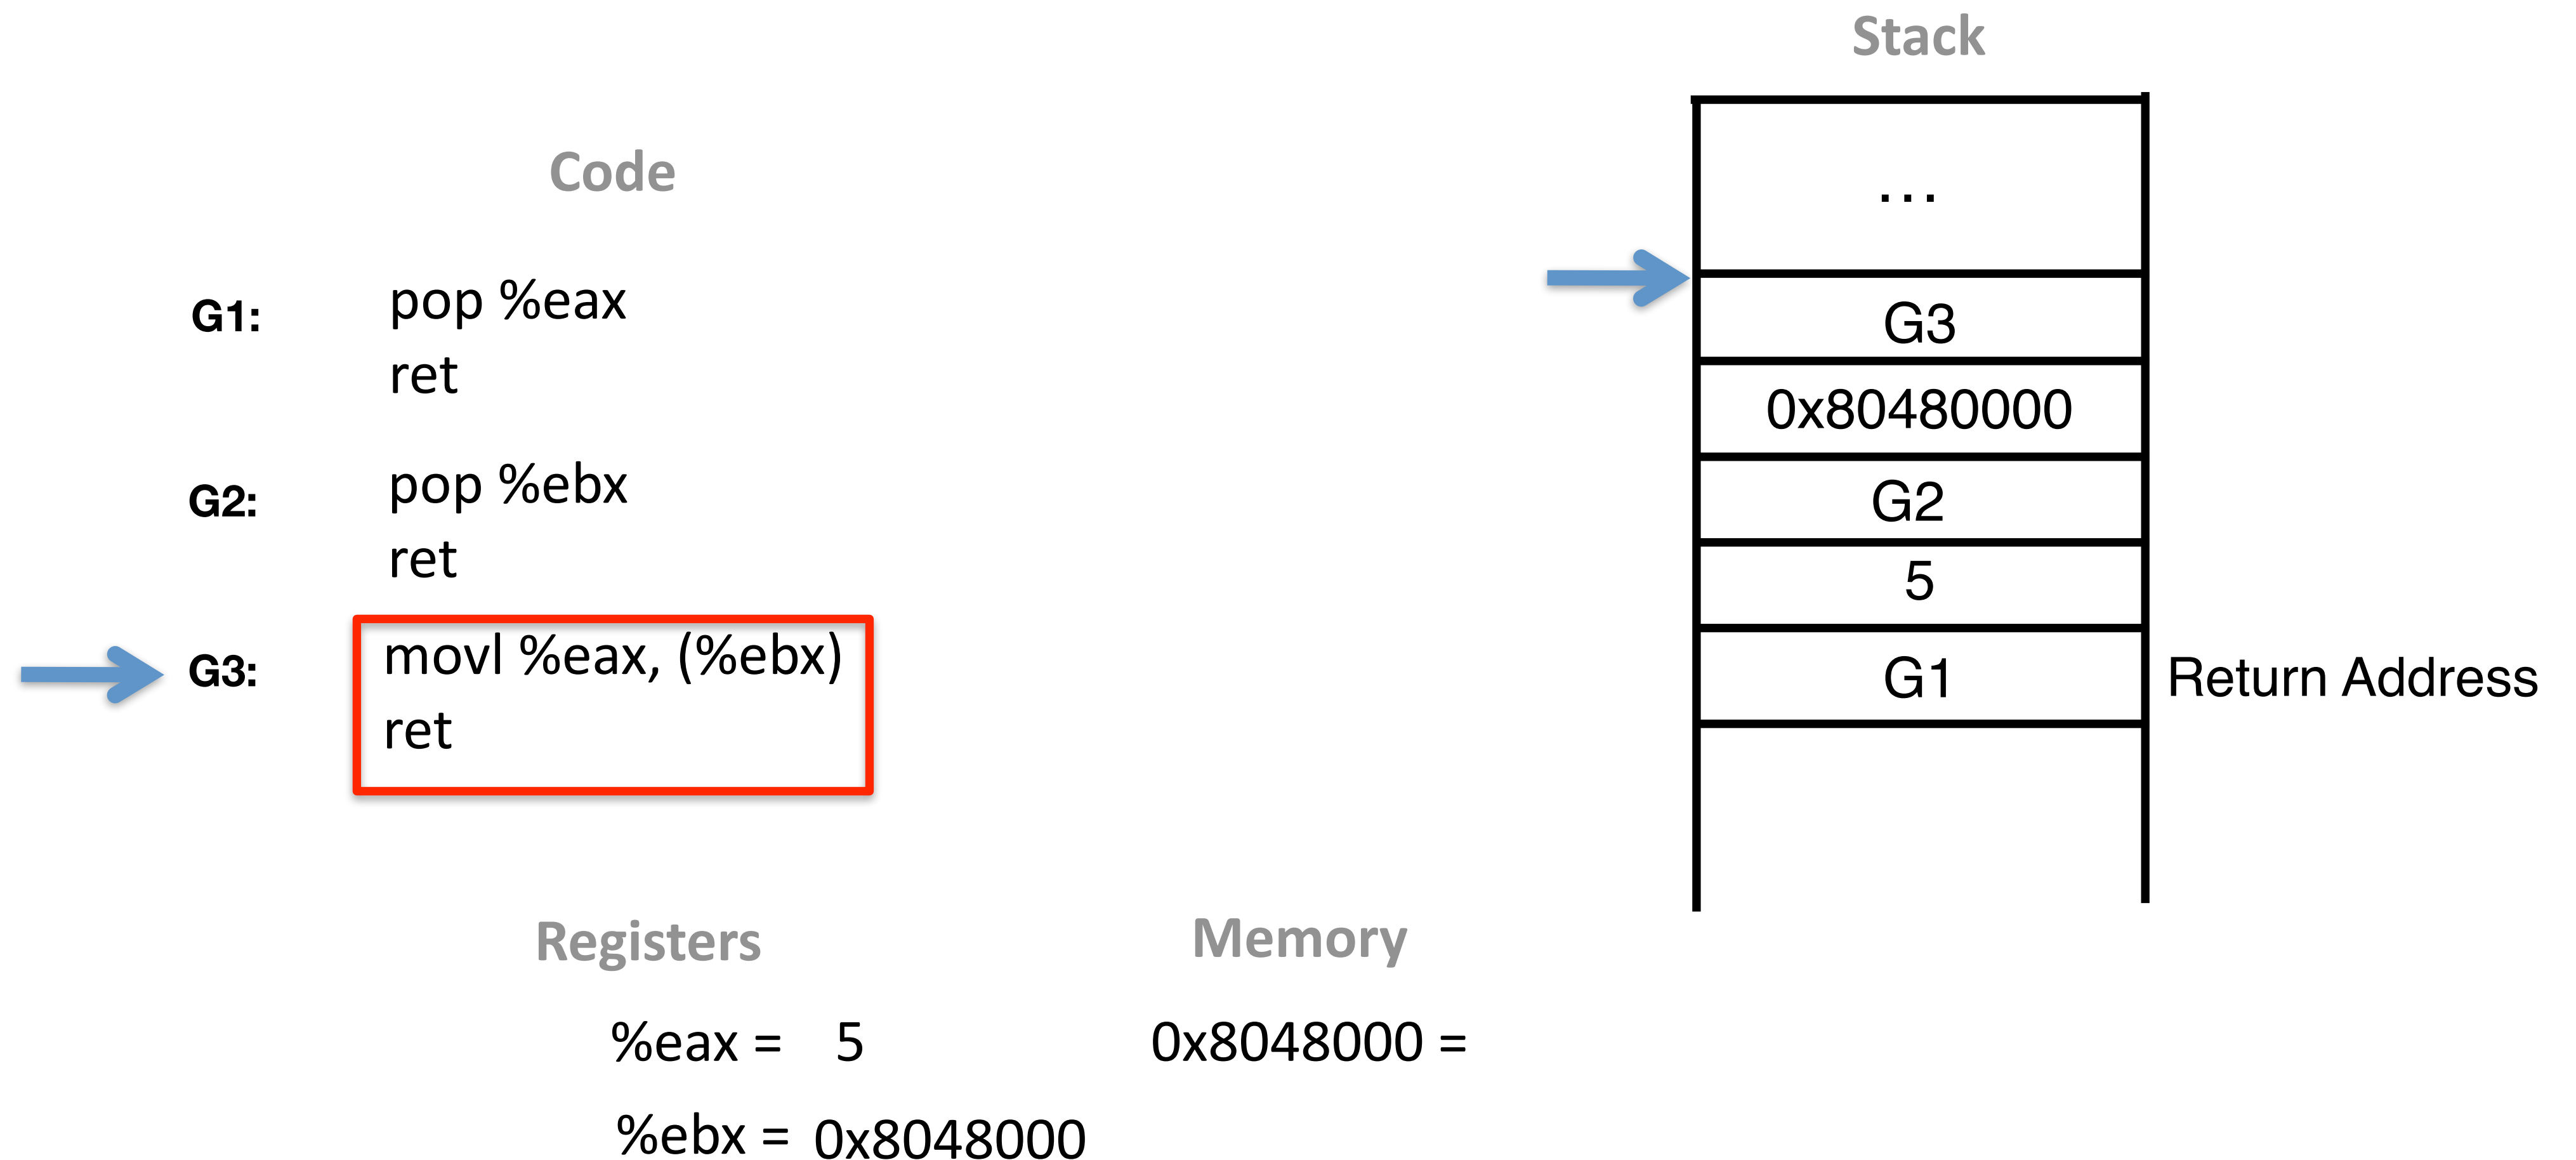 Stack
Code
...
G1: pop %eax
ret
G3
0x80480000
G2: pop %ebx
ret
G2
5
G3: movl %eax, (%ebx)
ret
G1 Return Address
Registers
Memory
%eax = 5
0x8048000 =
%ebx = 0x8048000